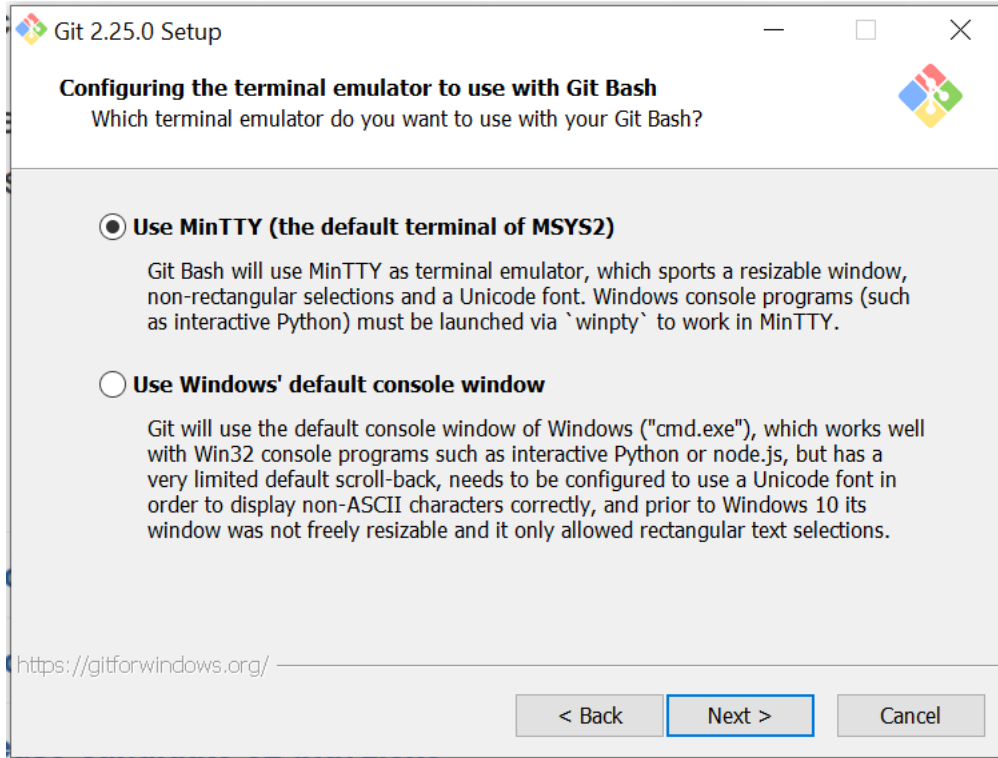 Git 2.25.0 Setup
Configuring the terminal emulator to use with Git Bash
Which terminal emulator do you want to use with your Git Bash?
Use MinTTY (the default terminal of MSYS2)
Git Bash will use MinTTY as terminal emulator, which sports a resizable window,
non-rectangular selections and a Unicode font. Windows console programs (such
as interactive Python) must be launched via `winpty` to work in MinTTY.
Use Windows' default console window
Git will use the default console window of Windows ("cmd.exe"), which works well
with Win32 console programs such as interactive Python or node.js, but has a
very limited default scroll-back, needs to be configured to use a Unicode font in
order to display non-ASCII characters correctly, and prior to Windows 10 its
window was not freely resizable and it only allowed rectangular text selections.
https://gitforwindows.org/
< Back Next > Cancel